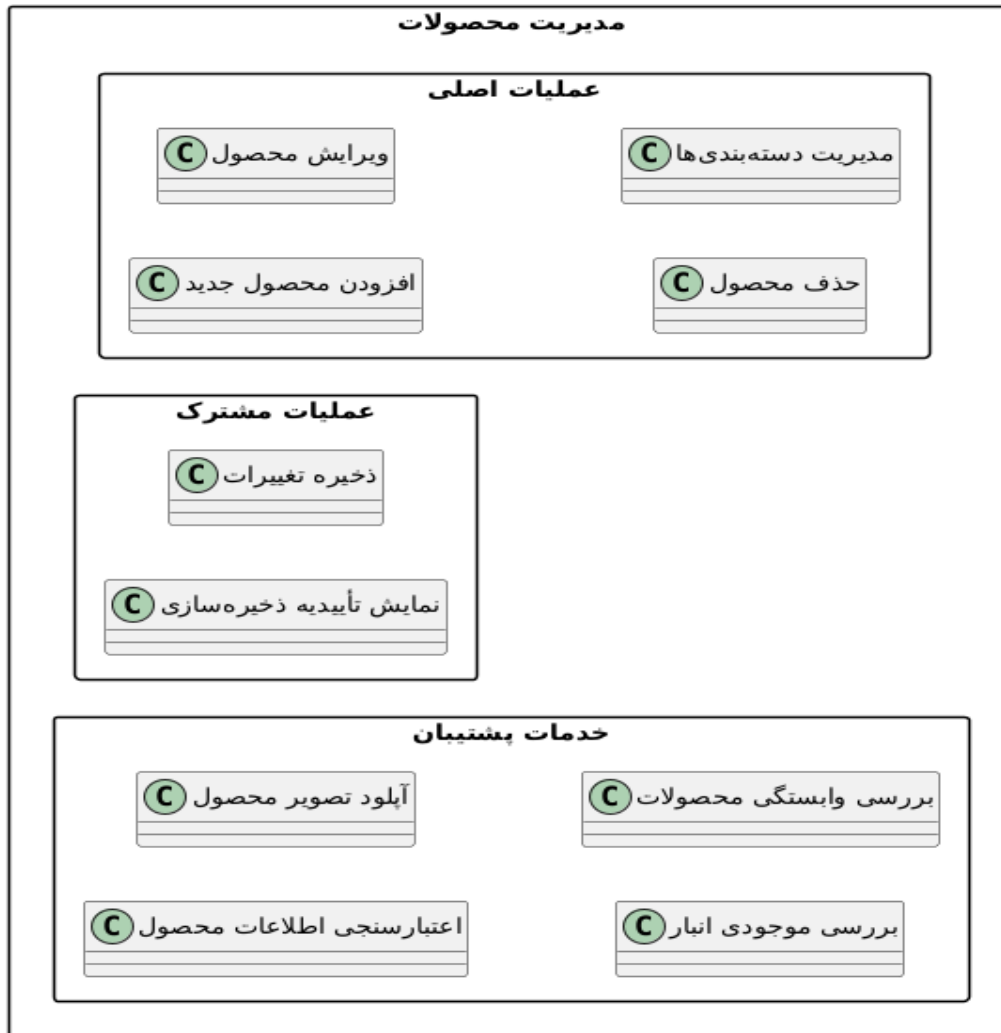 مدیریت محصولات
عملیات اصلی
C مدیریت دسته‌بندی‌ها
C ویرایش محصول
C حذف محصول
C افزودن محصول جدید
عملیات مشترک
C ذخیره تغییرات
C نمایش تأییدیه ذخیره‌سازی
خدمات پشتیبان
C بررسی وابستگی محصولات
C آپلود تصویر محصول
C بررسی موجودی انبار
C اعتبارسنجی اطلاعات محصول